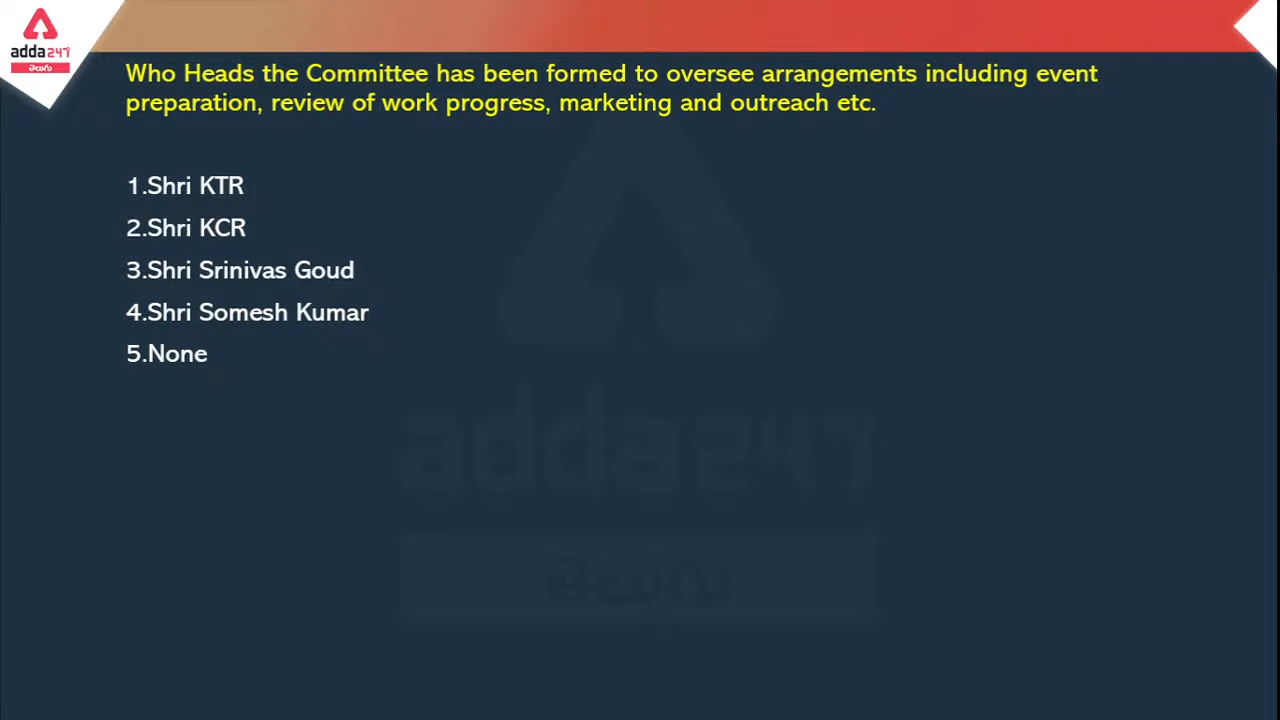 adda247
తెలుగు
Who Heads the Committee has been formed to oversee arrangements including event
preparation, review of work progress, marketing and outreach etc.
1.Shri KTR
2.Shri KCR
3.Shri Srinivas Goud
4.Shri Somesh Kumar
5.None
adda247
తెలుగు